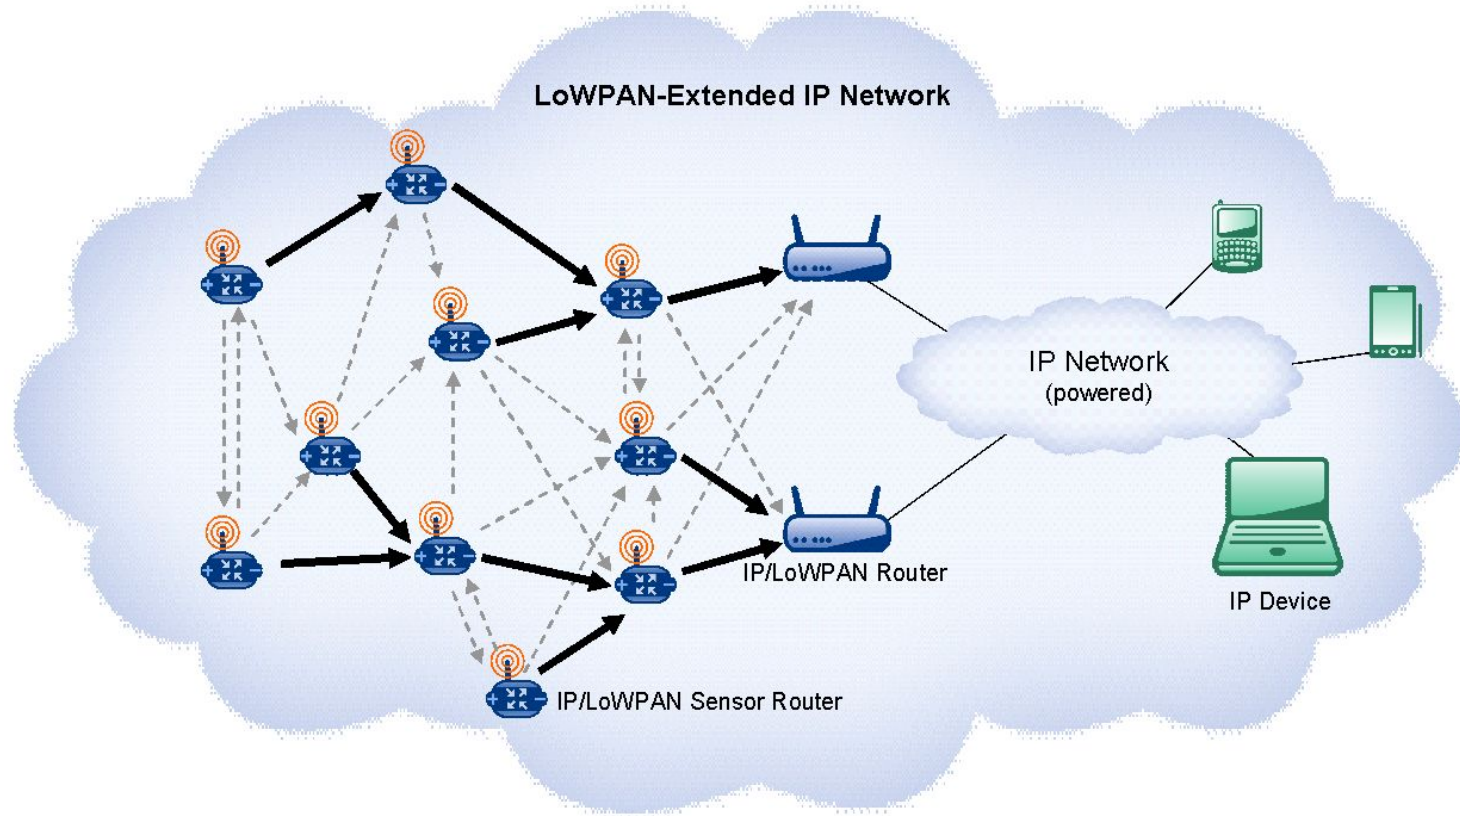 LoWPAN-Extended IP Network
IP Network
(powered)
IP/LoWPAN Router
IP Device
IP/LoWPAN Sensor Router